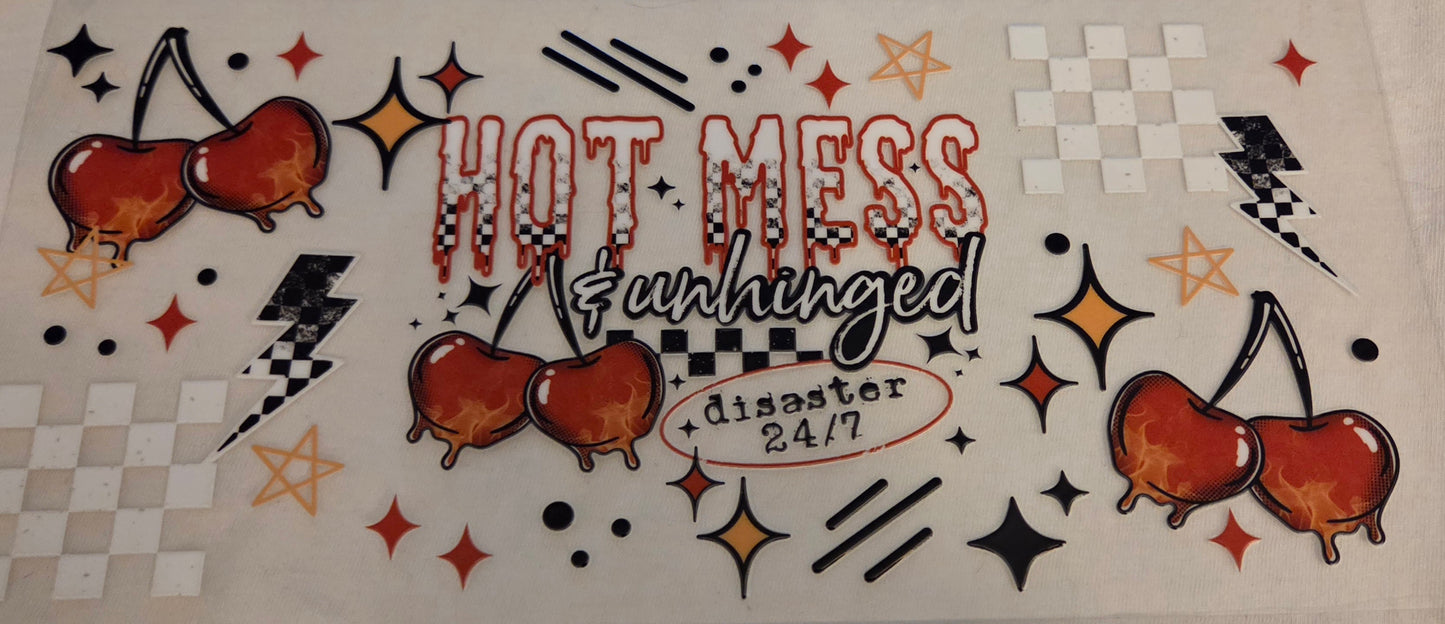 HOT MESS
& unhinged
disaster
24/7